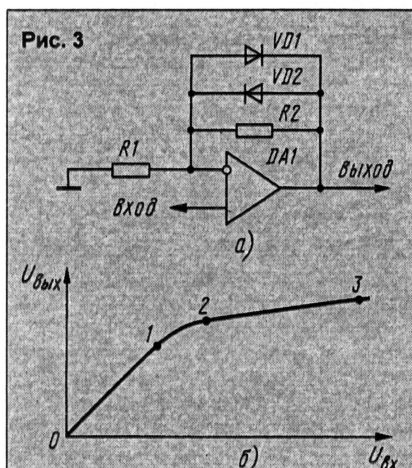 Рис. 3
VD1
VD2
R2
R1
DA1
Выход
Вход
а)
Uвых
1
2
3
0
Uвх
б)